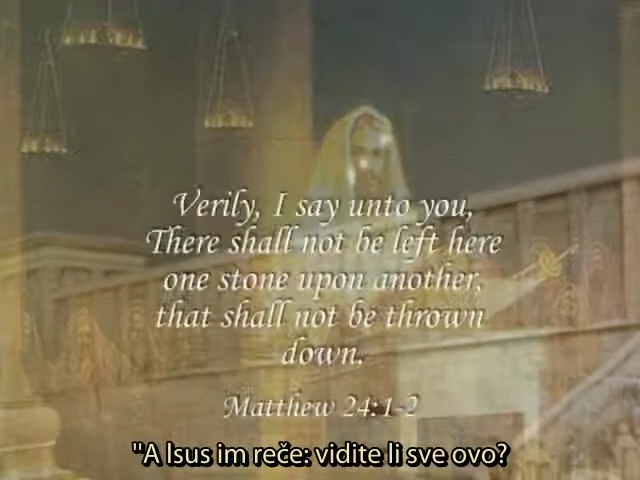 Verily, I say unto you,
There shall not be left here
one stone upon another,
that shall not be thrown
down.
Matthew 24:1-2
"A Isus im reče: vidite li sve ovo?